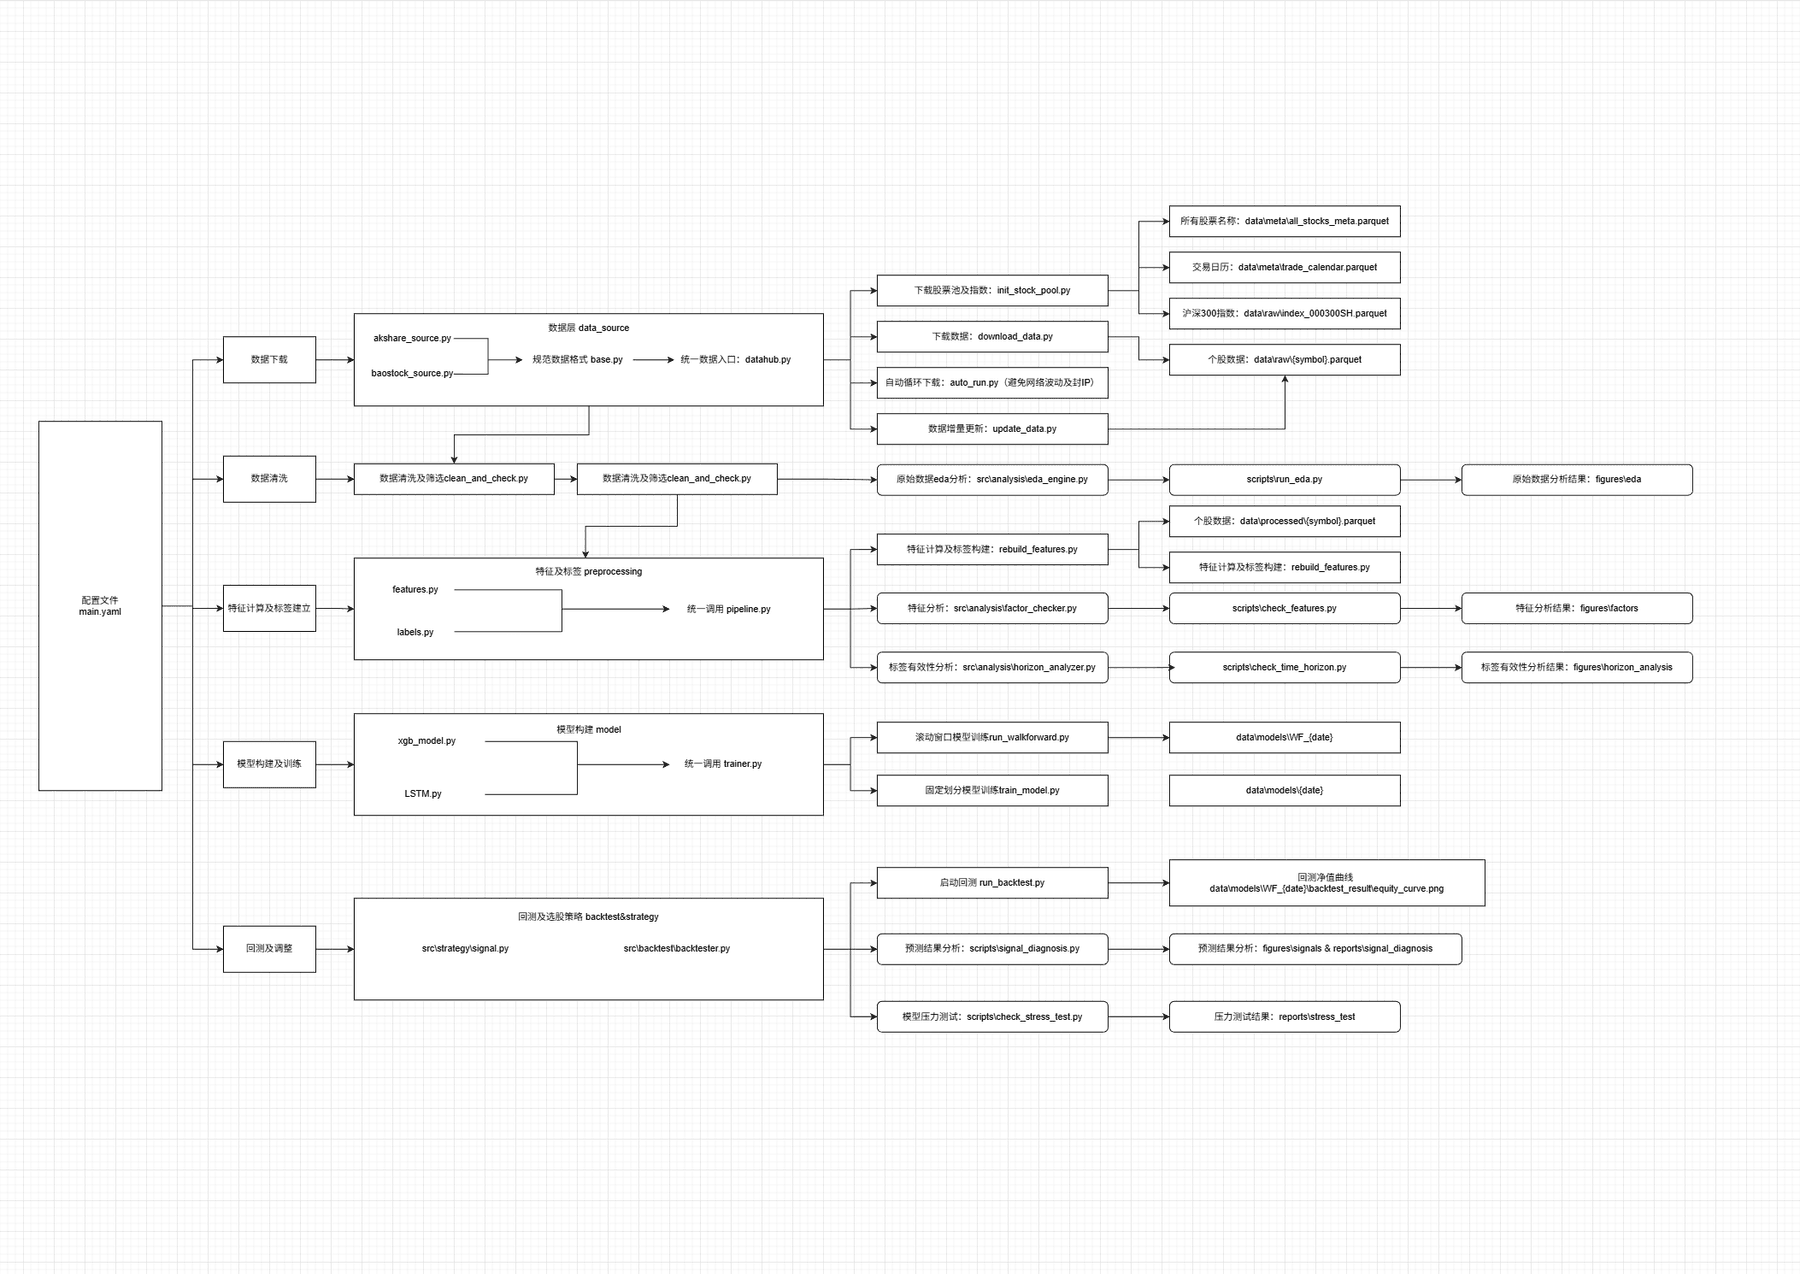 配置文件
main.yaml
数据下载
数据层 data_source
akshare_source.py
baostock_source.py
规范数据格式 base.py
统一数据入口：datahub.py
下载股票池及指数：init_stock_pool.py
下载数据：download_data.py
自动循环下载：auto_run.py（避免网络波动及封IP）
数据增量更新：update_data.py
所有股票名称：data\meta\all_stocks_meta.parquet
交易日历：data\meta\trade_calendar.parquet
沪深300指数：data\raw\index_000300SH.parquet
个股数据：data\raw\{symbol}.parquet
数据清洗
数据清洗及筛选clean_and_check.py
数据清洗及筛选clean_and_check.py
原始数据eda分析：src\analysis\eda_engine.py
scripts\run_eda.py
原始数据分析结果：figures\eda
特征计算及标签建立
特征及标签 preprocessing
features.py
labels.py
统一调用 pipeline.py
特征计算及标签构建：rebuild_features.py
个股数据：data\processed\{symbol}.parquet
特征计算及标签构建：rebuild_features.py
特征分析：src\analysis\factor_checker.py
scripts\check_features.py
特征分析结果：figures\factors
标签有效性分析：src\analysis\horizon_analyzer.py
scripts\check_time_horizon.py
标签有效性分析结果：figures\horizon_analysis
模型构建及训练
模型构建 model
xgb_model.py
LSTM.py
统一调用 trainer.py
滚动窗口模型训练run_walkforward.py
data\models\WF_{date}
固定划分模型训练train_model.py
data\models\{date}
回测及调整
回测及选股策略 backtest&strategy
src\strategy\signal.py
src\backtest\backtester.py
启动回测 run_backtest.py
回测净值曲线
data\models\WF_{date}\backtest_result\equity_curve.png
预测结果分析：scripts\signal_diagnosis.py
预测结果分析：figures\signals & reports\signal_diagnosis
模型压力测试：scripts\check_stress_test.py
压力测试结果：reports\stress_test